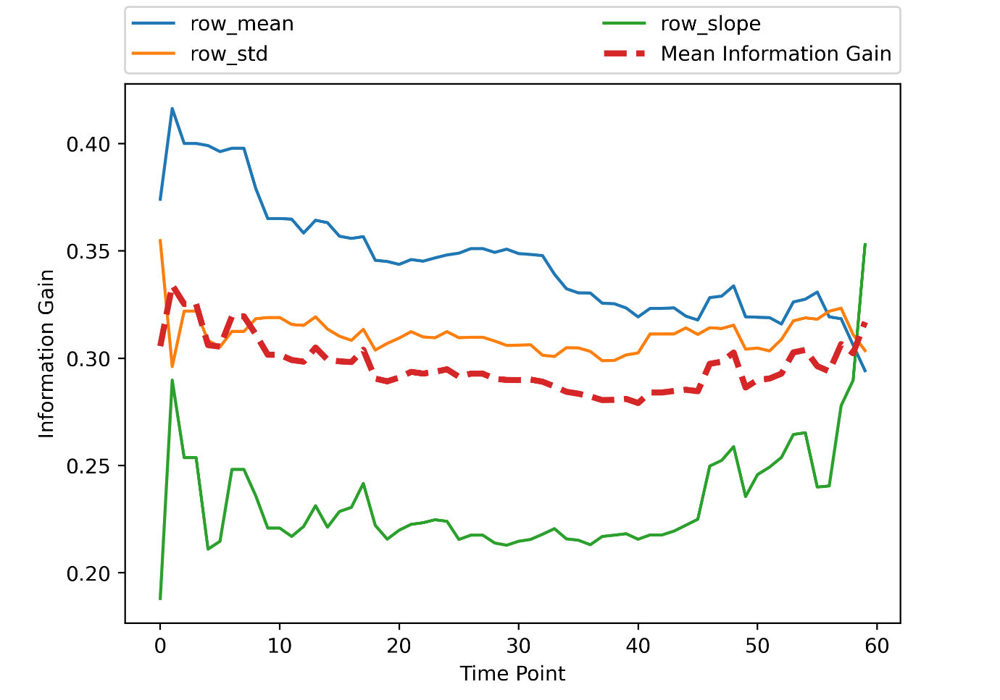 row_mean
row_std
row_slope
Mean Information Gain
Information Gain
0.40
0.35
0.30
0.25
0.20
0 10 20 30 40 50 60
Time Point